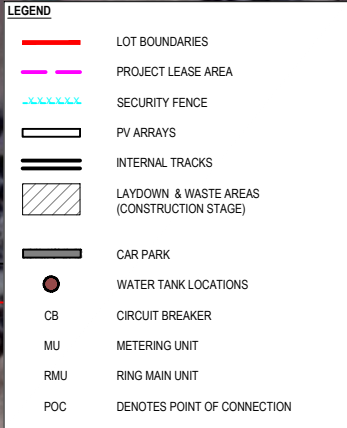 LEGEND
LOT BOUNDARIES
PROJECT LEASE AREA
SECURITY FENCE
PV ARRAYS
INTERNAL TRACKS
LAYDOWN & WASTE AREAS
(CONSTRUCTION STAGE)
CAR PARK
WATER TANK LOCATIONS
CB CIRCUIT BREAKER
MU METERING UNIT
RMU RING MAIN UNIT
POC DENOTES POINT OF CONNECTION